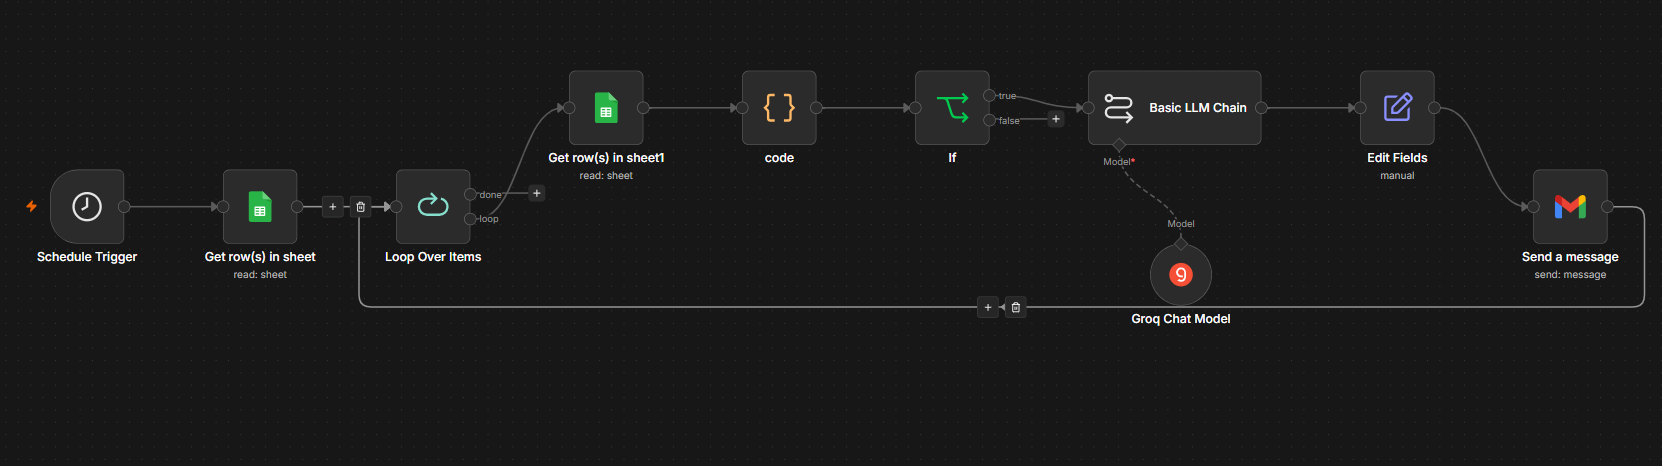 Schedule Trigger
Get row(s) in sheet
read: sheet
done
loop
Loop Over Items
Get row(s) in sheet1
read: sheet
code
true
false
If
Basic LLM Chain
Model*
Model
Groq Chat Model
Edit Fields
manual
Send a message
send: message